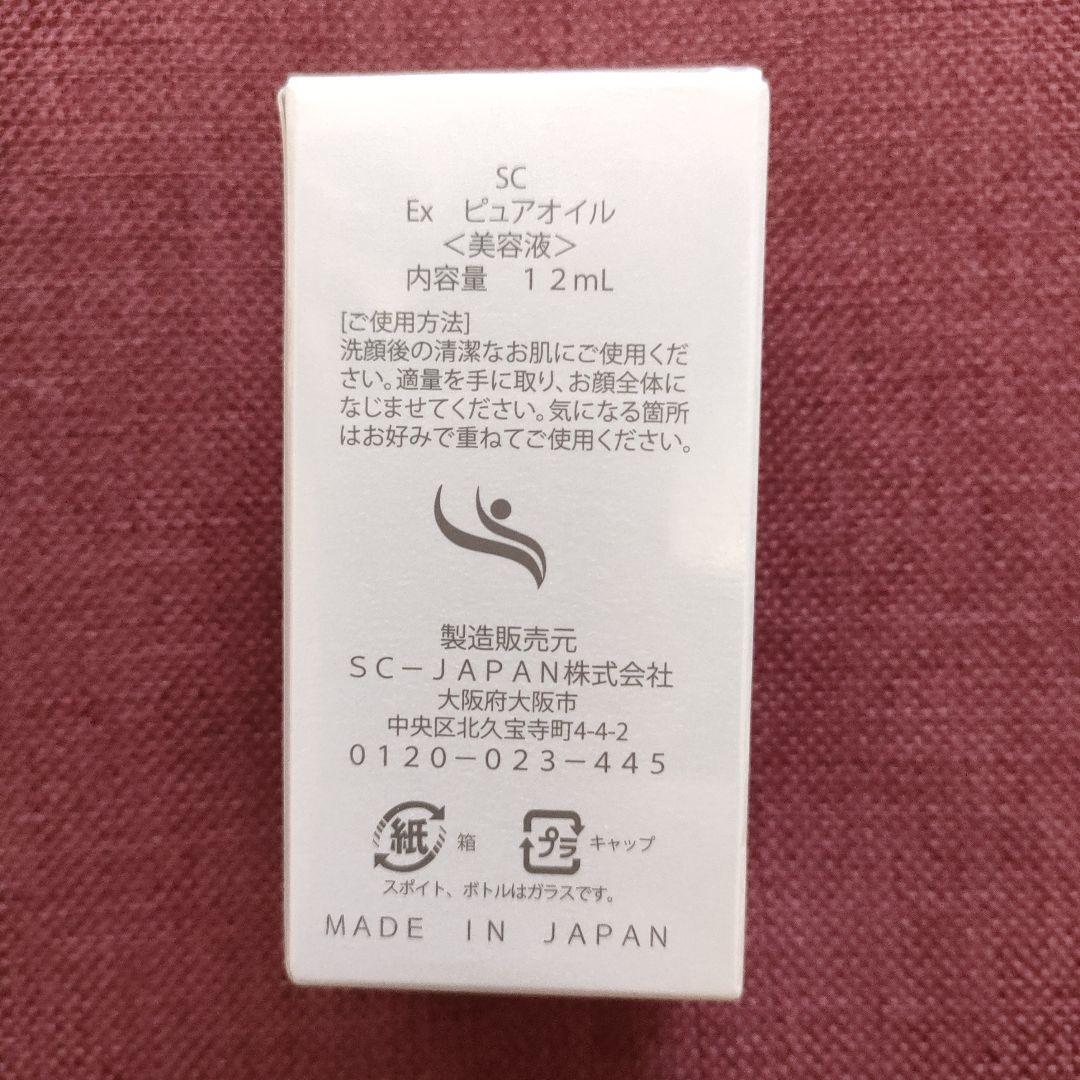 SC
Ex　ピュアオイル
＜美容液＞
内容量　１２mL
[ご使用方法]
洗顔後の清潔なお肌にご使用くだ
さい。適量を手に取り、お顔全体に
なじませてください。気になる箇所
はお好みで重ねてご使用ください。
製造販売元
ＳＣ－ＪＡＰＡＮ株式会社
大阪府大阪市
中央区北久宝寺町4-4-2
０１２０－０２３－４４５
紙 箱 プラ キャップ
スポイト、ボトルはガラスです。
ＭＡＤＥ　ＩＮ　ＪＡＰＡＮ